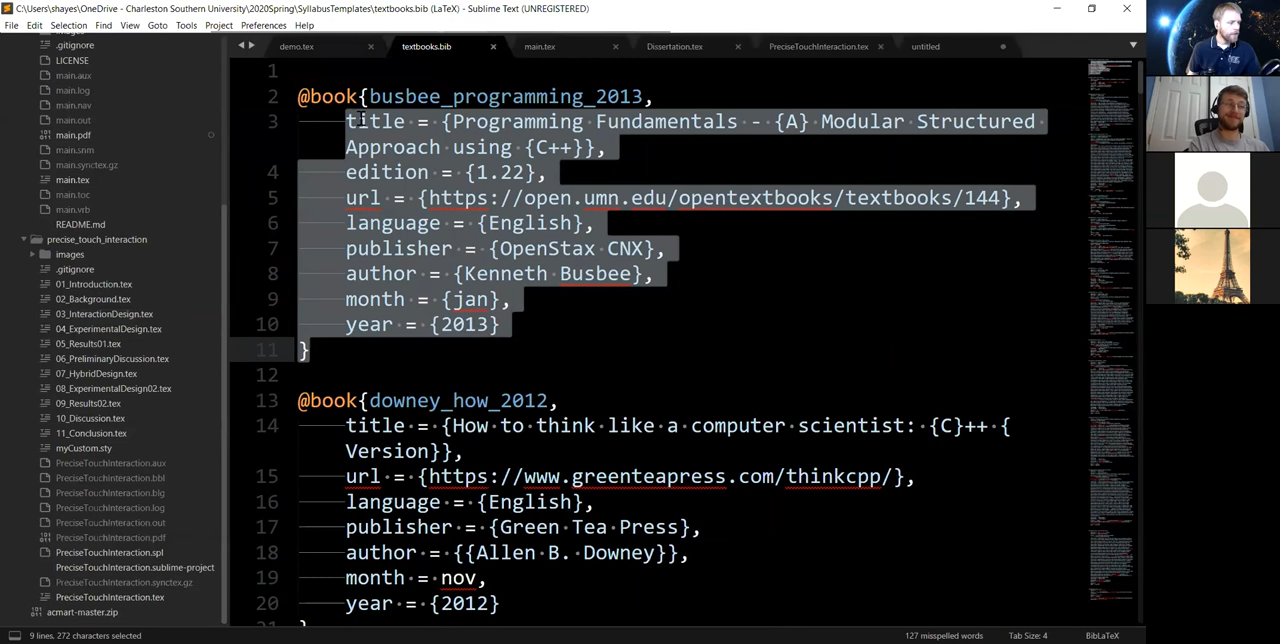 C:\Users\shayes\OneDrive - Charleston Southern University\2020Spring\SyllabusTemplates\textbooks.bib (LaTeX) - Sublime Text (UNREGISTERED)
File Edit Selection Find View Goto Tools Project Preferences Help
demo.tex textbooks.bib main.tex Dissertation.tex PreciseTouchInteraction.tex untitled
.gitignore
LICENSE
main.aux
main.log
main.nav
main.out
main.pdf
main.snm
main.synctex.gz
main.tex
main.toc
main.vrb
README.md
precise_touch_interaction
images
.gitignore
01_Introduction.tex
02_Background.tex
03_InteractionDesign.tex
04_ExperimentalDesign.tex
05_Results01.tex
06_PreliminaryDiscussion.tex
07_HybridDesign.tex
08_ExperimentalDesign02.tex
09_Results02.tex
10_Discussion.tex
11_Conclusion.tex
myCustom.sty
PreciseTouchInteraction.aux
PreciseTouchInteraction.bbl
PreciseTouchInteraction.blg
PreciseTouchInteraction.log
PreciseTouchInteraction.out
PreciseTouchInteraction.pdf
PreciseTouchInteraction.spl
PreciseTouchInteraction.sublime-project
PreciseTouchInteraction.synctex.gz
PreciseTouchInteraction.tex
acmart-master.zip
1
2 @book{busbee_programming_2013,
3 title = {Programming Fundamentals - {A} Modular Structured
Approach using {C++}},
4 edition = {1.22},
5 url = {https://open.umn.edu/opentextbooks/textbooks/144},
6 language = {English},
7 publisher = {OpenStax CNX},
8 author = {Kenneth Busbee},
9 month = {jan},
10 year = {2013}
11 }
12
13 @book{downey_how_2012,
14 title = {How to think like a computer scientist: {C}++ {
Version}},
15 url = {https://www.greenteapress.com/thinkcpp/},
16 language = {English},
17 publisher = {Green Tea Press},
18 author = {{Allen B. Downey}},
19 month = nov,
20 year = {2012}
9 lines, 272 characters selected 127 misspelled words Tab Size: 4 BibLaTeX